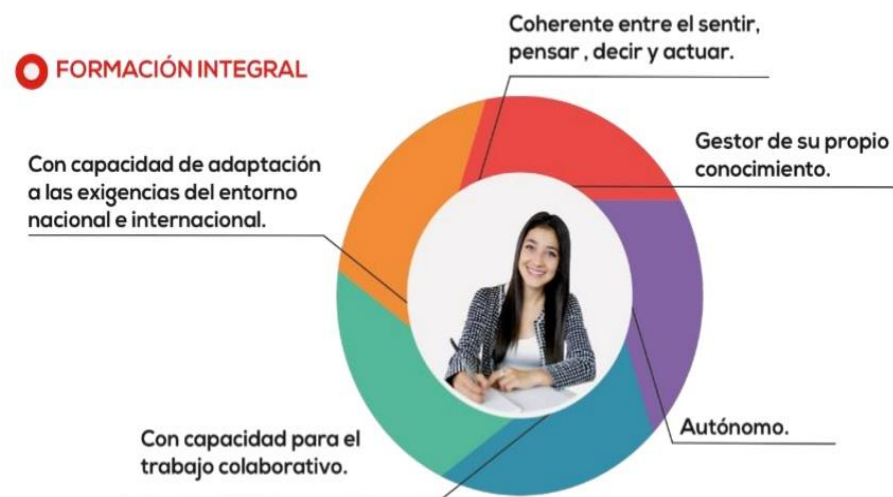 FORMACIÓN INTEGRAL
Coherente entre el sentir,
pensar , decir y actuar.
Gestor de su propio
conocimiento.
Con capacidad de adaptación
a las exigencias del entorno
nacional e internacional.
Autónomo.
Con capacidad para el
trabajo colaborativo.